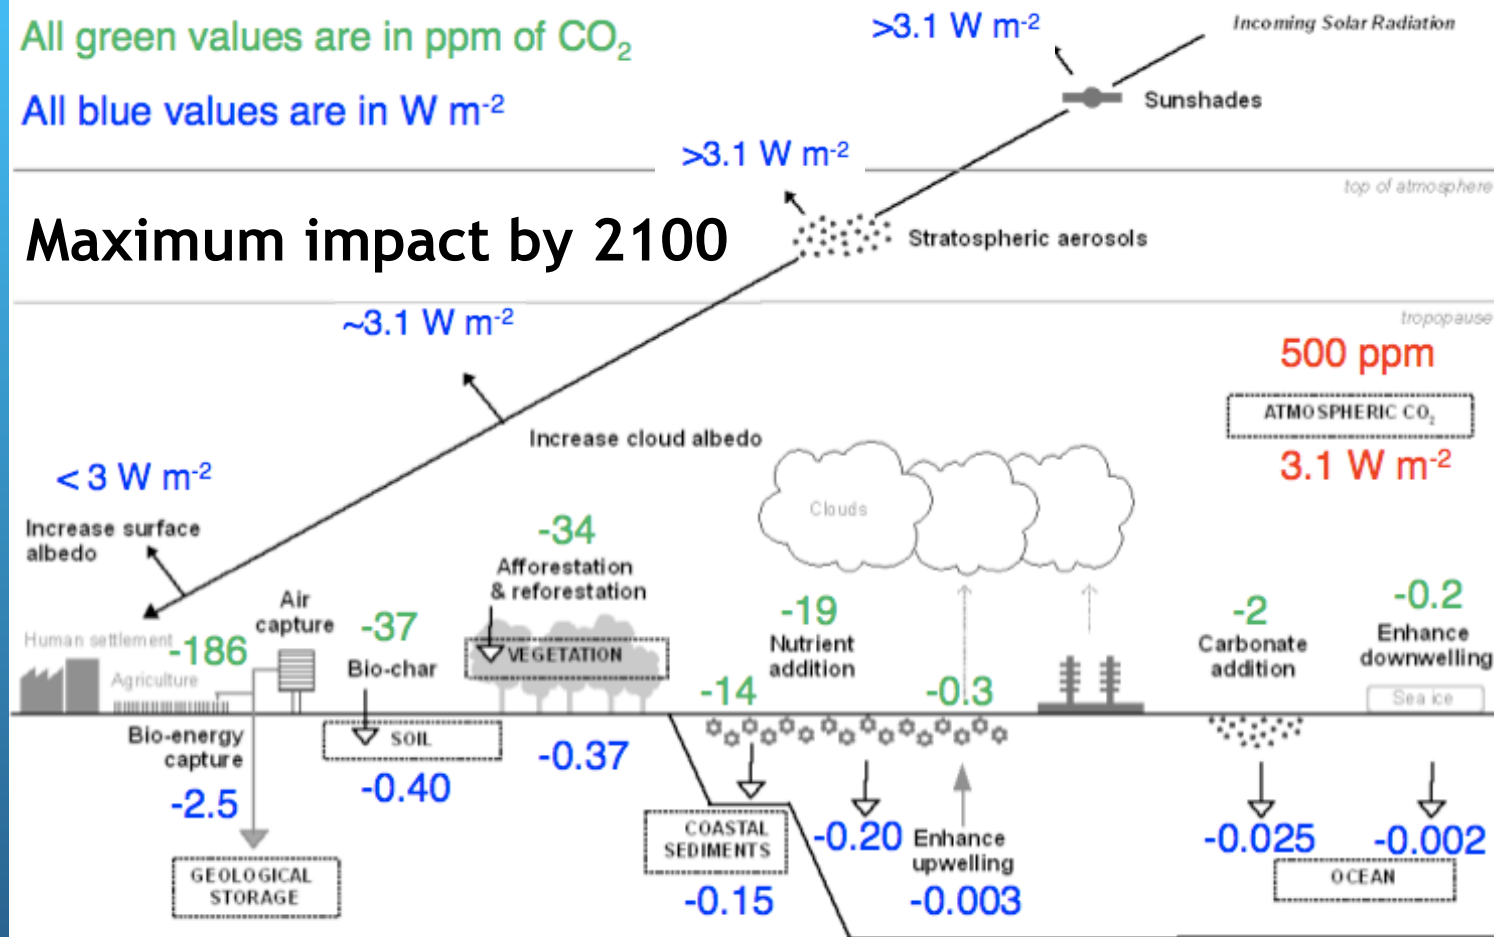 All green values are in ppm of CO₂
All blue values are in W m⁻²
>3.1 W m⁻²
Incoming Solar Radiation
Sunshades
>3.1 W m⁻²
top of atmosphere
Maximum impact by 2100
Stratospheric aerosols
~3.1 W m⁻²
tropopause
500 ppm
ATMOSPHERIC CO₂
3.1 W m⁻²
Increase cloud albedo
< 3 W m⁻²
Increase surface
albedo
Clouds
-34
Afforestation
& reforestation
VEGETATION
-0.37
Human settlement
Agriculture
-186
Air
capture
Bio-energy
capture
-2.5
GEOLOGICAL
STORAGE
-37
Bio-char
SOIL
-0.40
-19
Nutrient
addition
-14
-0.3
COASTAL
SEDIMENTS
-0.15
-0.20
Enhance
upwelling
-0.003
-2
Carbonate
addition
-0.025
-0.2
Enhance
downwelling
Sea ice
-0.002
OCEAN